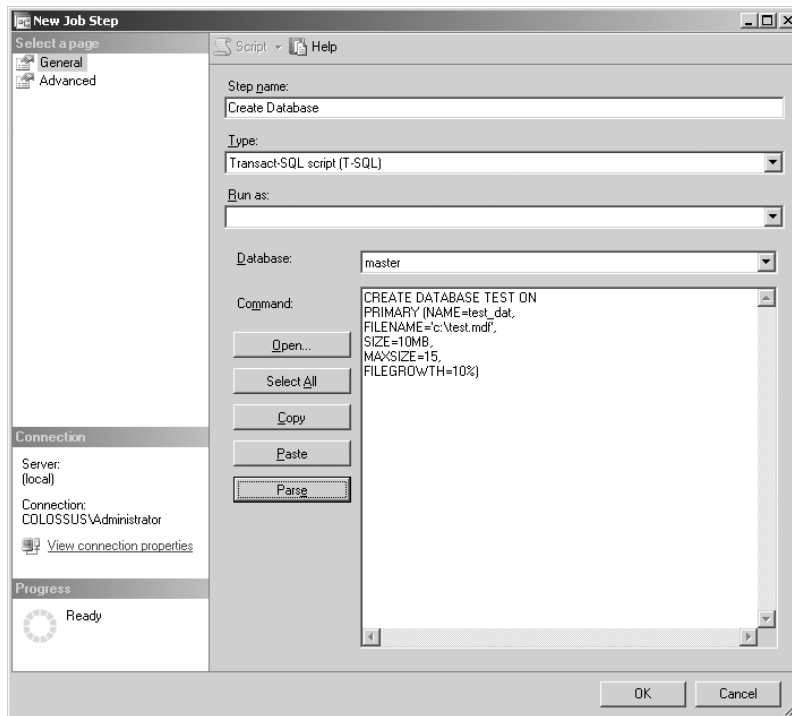 New Job Step
Select a page
General
Advanced
Script
Help
Step name:
Create Database
Type:
Transact-SQL script (T-SQL)
Run as:
Database:
master
Command:
CREATE DATABASE TEST ON
PRIMARY (NAME=test_dat,
FILENAME='c:\test.mdf',
SIZE=10MB,
MAXSIZE=15,
FILEGROWTH=10%)
Open...
Select All
Copy
Paste
Parse
Connection
Server:
(local)
Connection:
COLOSSUS\Administrator
View connection properties
Progress
Ready
OK
Cancel